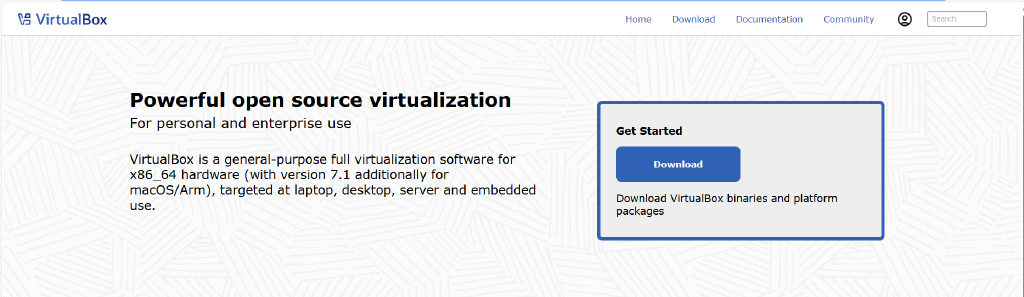 VirtualBox
Home
Download
Documentation
Community
Search:
Powerful open source virtualization
For personal and enterprise use
VirtualBox is a general-purpose full virtualization software for
x86_64 hardware (with version 7.1 additionally for
macOS/Arm), targeted at laptop, desktop, server and embedded
use.
Get Started
Download
Download VirtualBox binaries and platform
packages